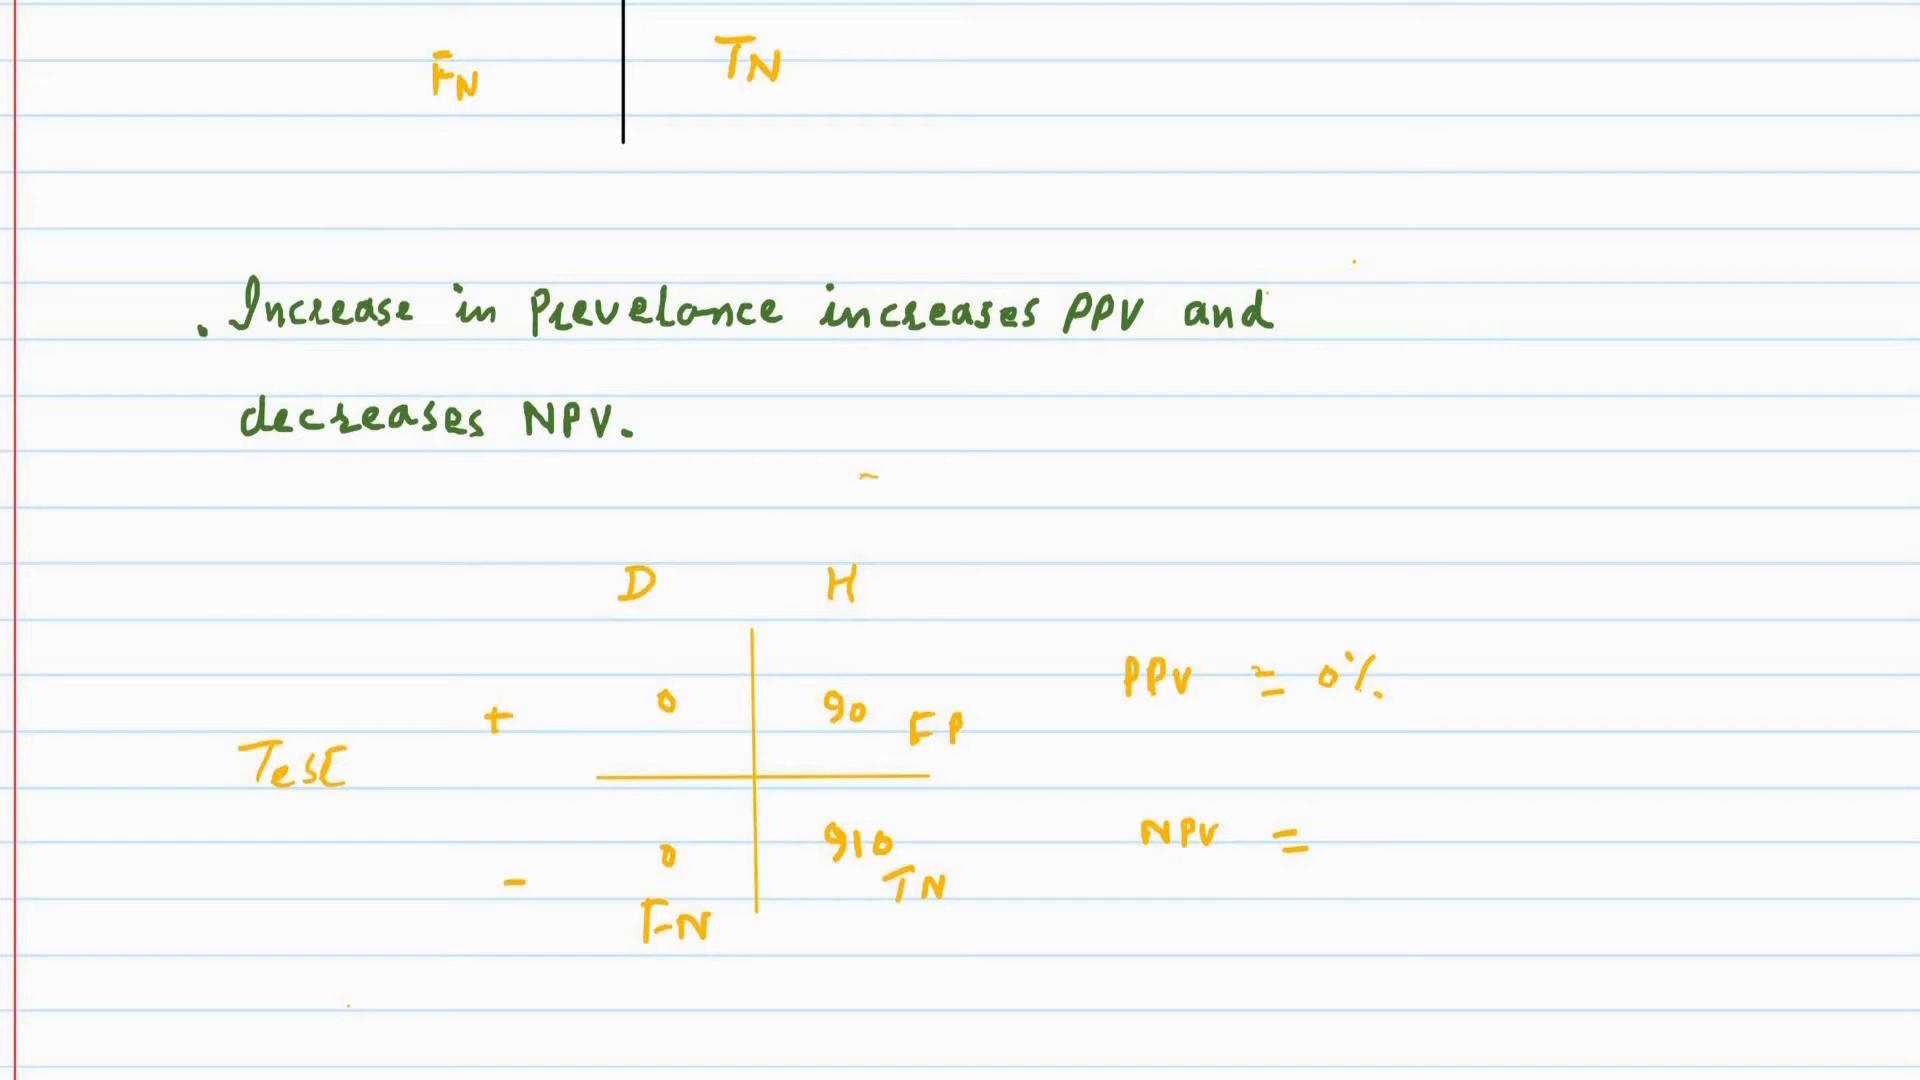 FN TN
. Increase in Prevelance increases PPV and
decreases NPV.
D H
+ 0 90 FP PPV = 0%.
Test
- 0 910 NPV =
FN TN